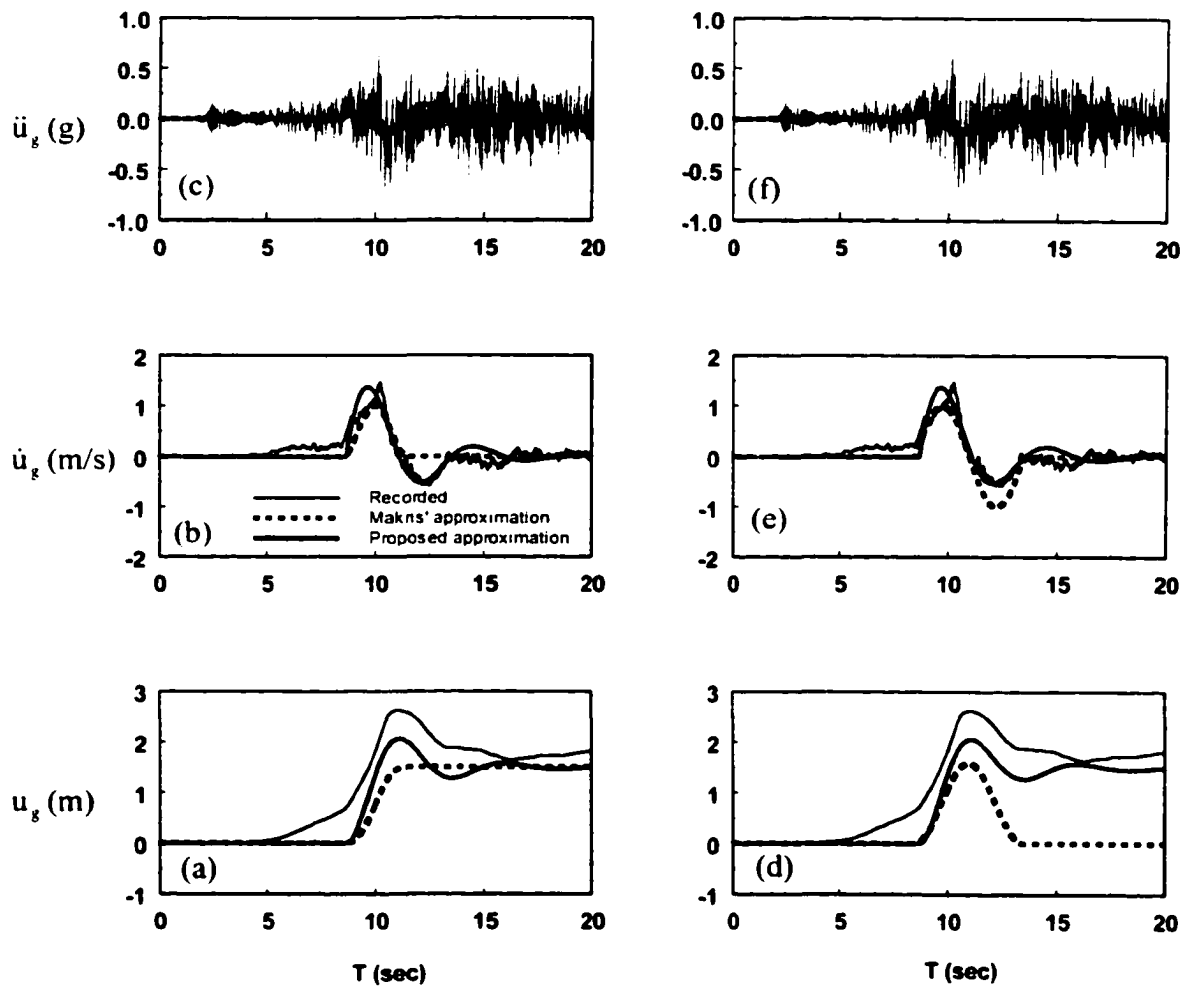 1.0
0.5
0.0
-0.5
-1.0
ü_g (g)
(c)
0 5 10 15 20
1.0
0.5
0.0
-0.5
-1.0
(f)
0 5 10 15 20
2
1
0
-1
-2
u̇_g (m/s)
Recorded
Makris' approximation
Proposed approximation
(b)
0 5 10 15 20
2
1
0
-1
-2
(e)
0 5 10 15 20
3
2
1
0
-1
u_g (m)
(a)
0 5 10 15 20
T (sec)
3
2
1
0
-1
(d)
0 5 10 15 20
T (sec)